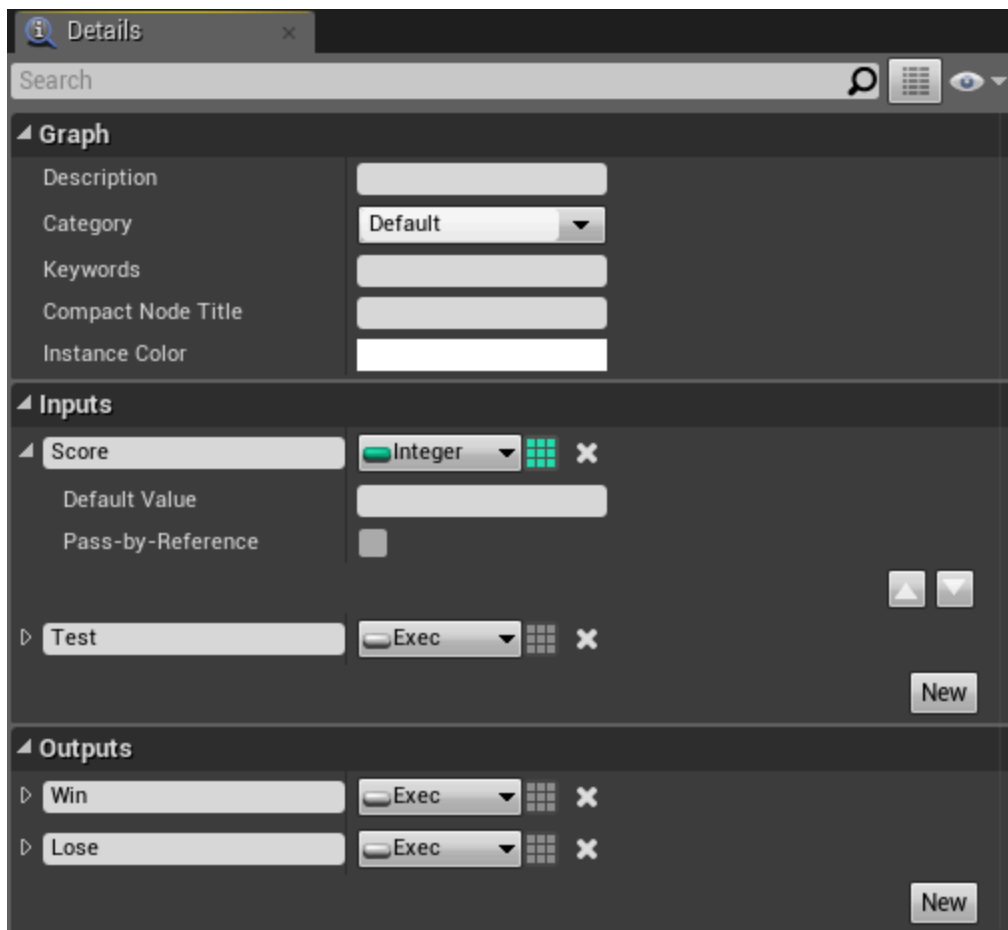 Details
Search
Graph
Description
Category Default
Keywords
Compact Node Title
Instance Color
Inputs
Score Integer
Default Value
Pass-by-Reference
Test Exec
New
Outputs
Win Exec
Lose Exec
New